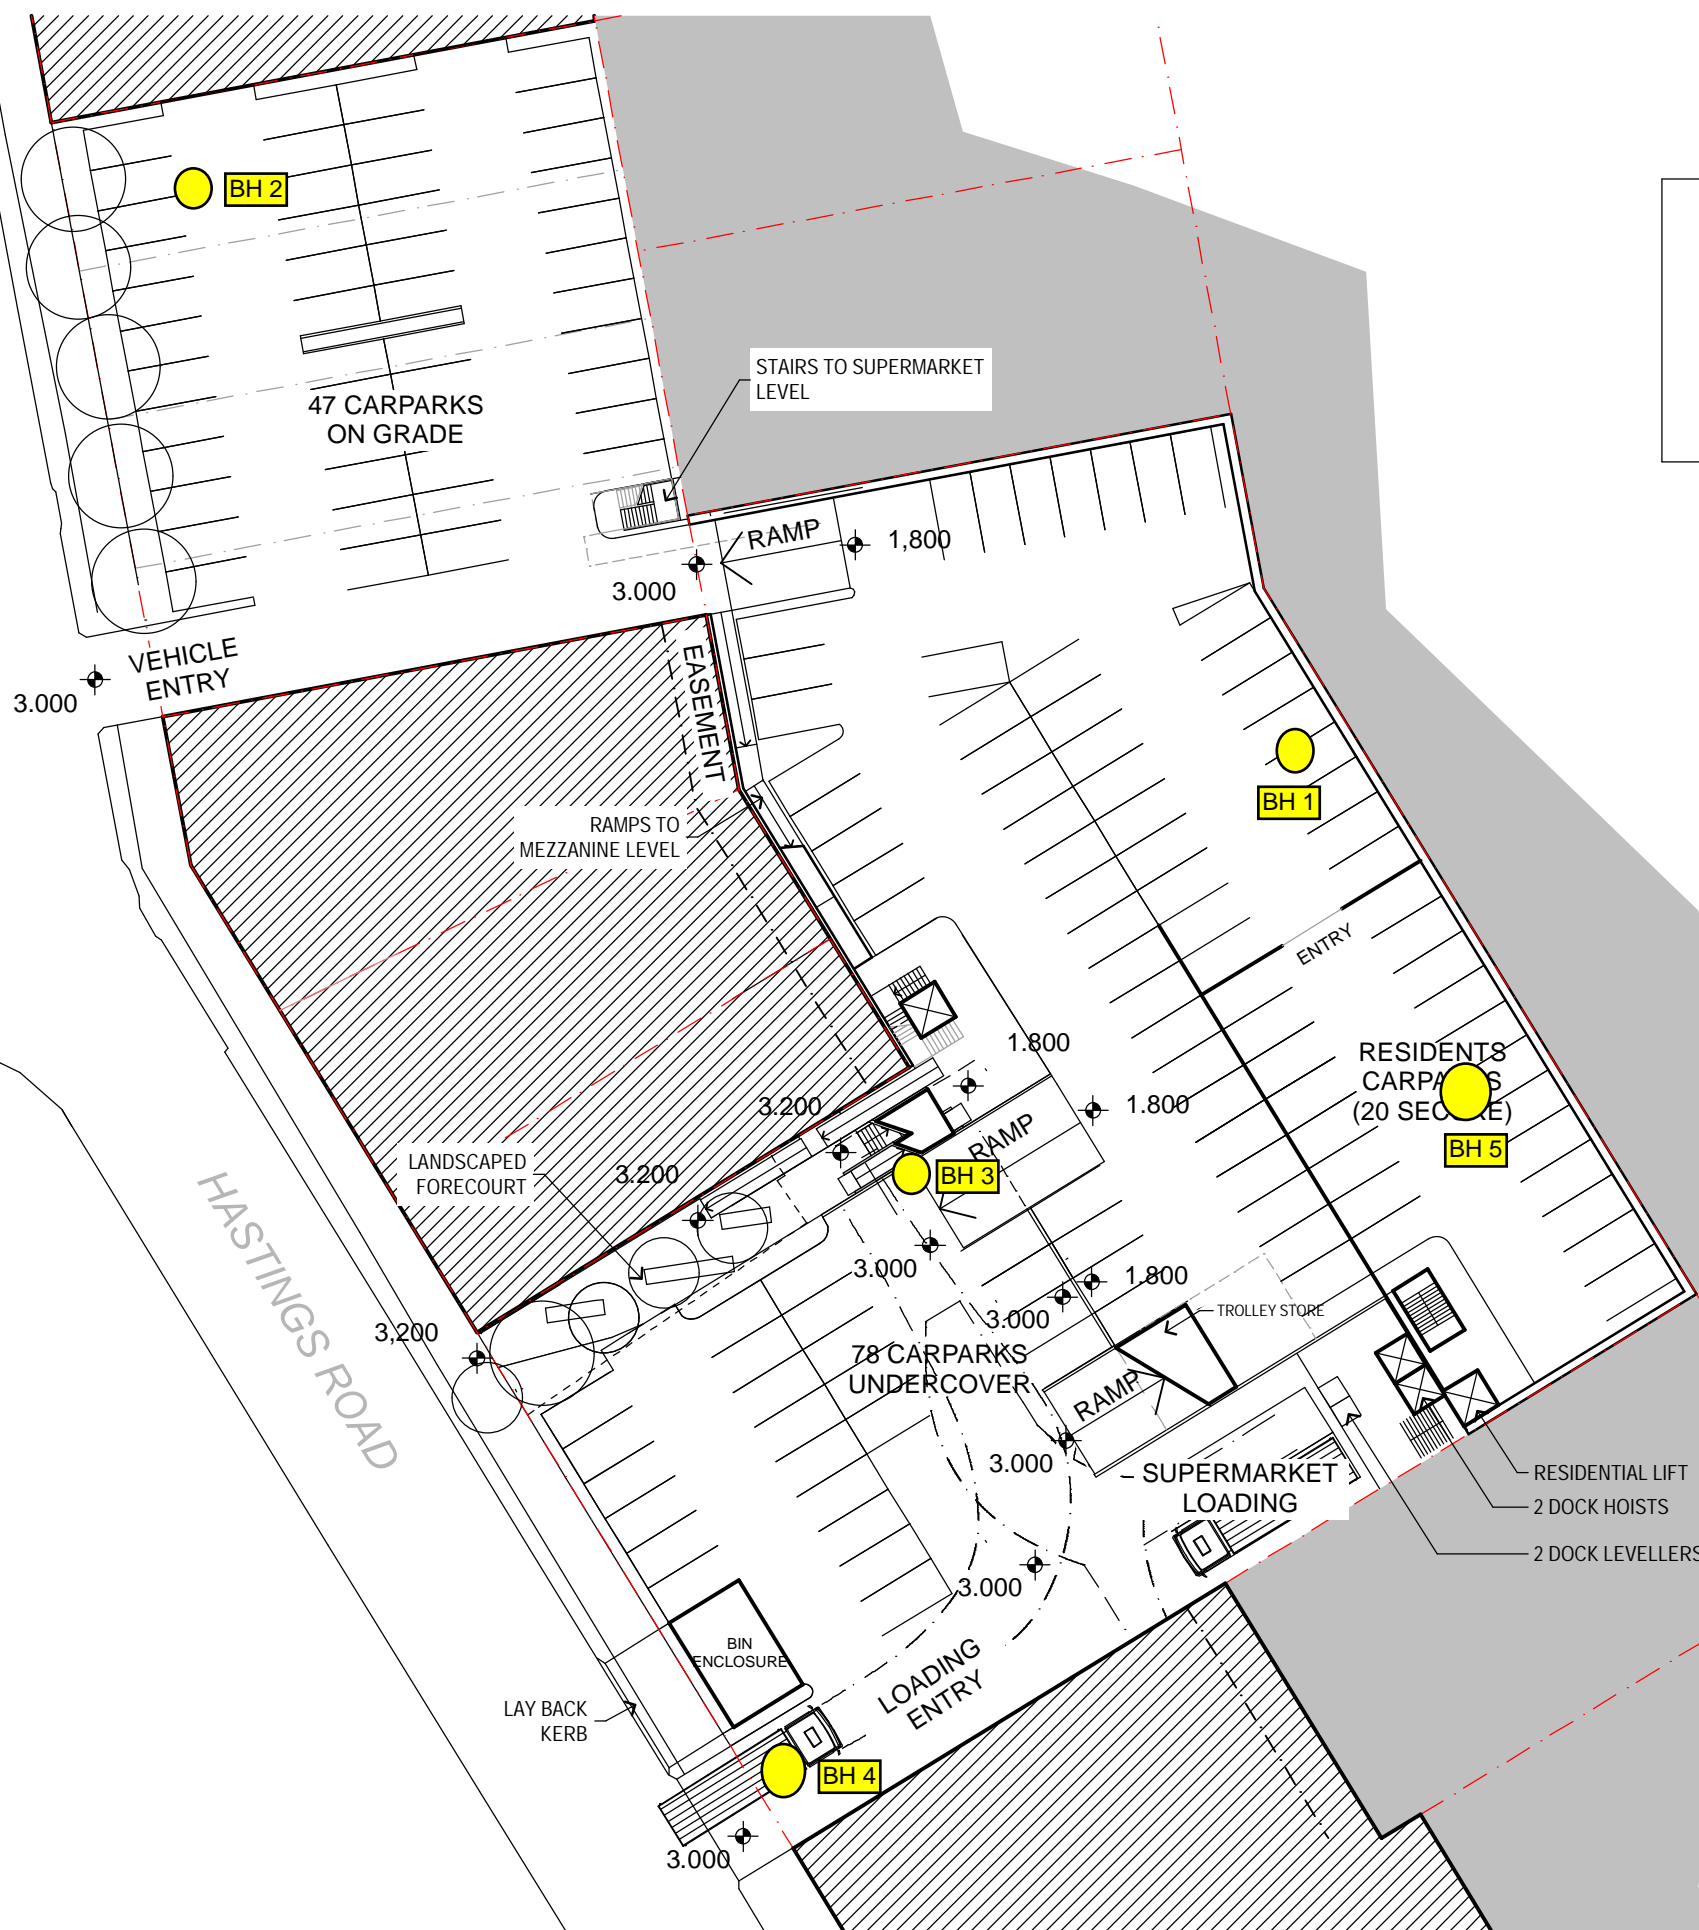 BH 2
STAIRS TO SUPERMARKET
LEVEL
47 CARPARKS
ON GRADE
RAMP
1,800
3.000
VEHICLE
ENTRY
3.000
EASEMENT
BH 1
RAMPS TO
MEZZANINE LEVEL
ENTRY
1.800
RESIDENTS
(20
BH 5
3.200
1.800
RAMP
LANDSCAPED
FORECOURT
3.200
BH 3
HASTINGS ROAD
3.000
1.800
3.000
TROLLEY STORE
3,200
78 CARPARKS
UNDERCOVER
RAMP
3.000
SUPERMARKET
LOADING
RESIDENTIAL LIFT
2 DOCK HOISTS
2 DOCK LEVELLERS
3.000
BIN
ENCLOSURE
LOADING
ENTRY
LAY BACK
KERB
BH 4
3.000